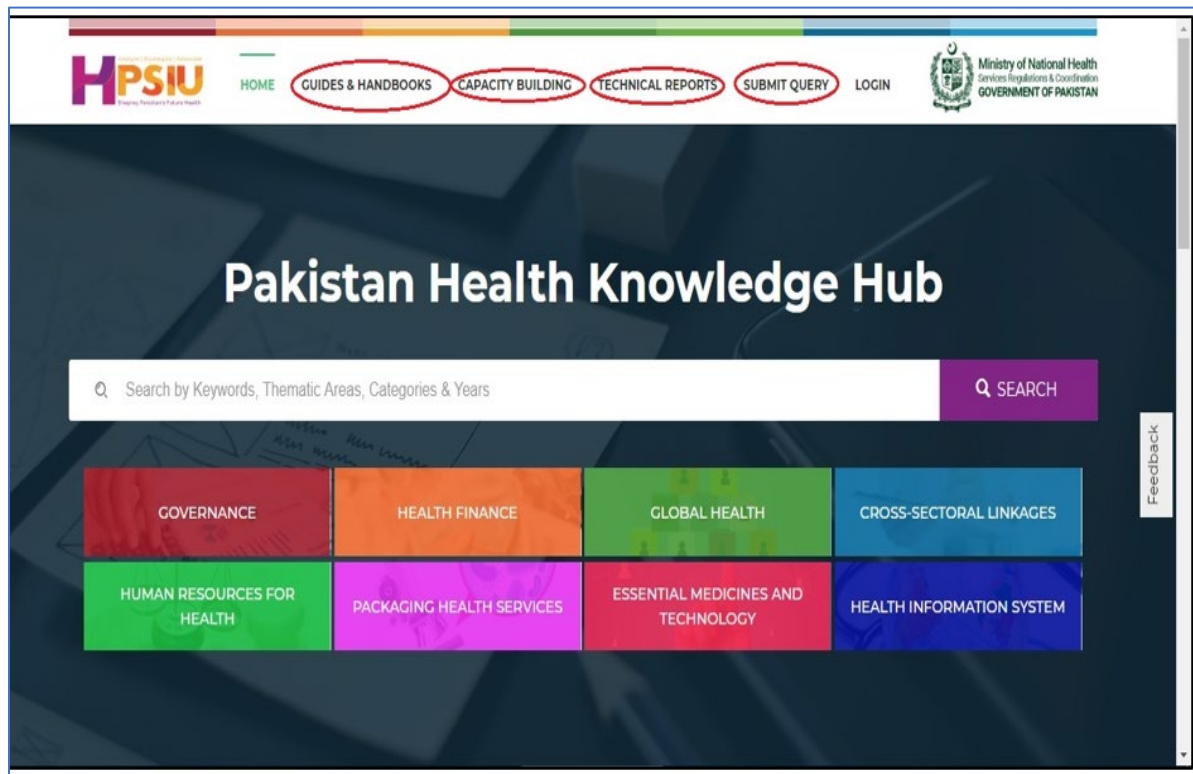 HPSIU
HOME
GUIDES & HANDBOOKS
CAPACITY BUILDING
TECHNICAL REPORTS
SUBMIT QUERY
LOGIN
Ministry of National Health
Services Regulations & Coordination
GOVERNMENT OF PAKISTAN
Pakistan Health Knowledge Hub
Search by Keywords, Thematic Areas, Categories & Years
SEARCH
Feedback
GOVERNANCE
HEALTH FINANCE
GLOBAL HEALTH
CROSS-SECTORAL LINKAGES
HUMAN RESOURCES FOR
HEALTH
PACKAGING HEALTH SERVICES
ESSENTIAL MEDICINES AND
TECHNOLOGY
HEALTH INFORMATION SYSTEM